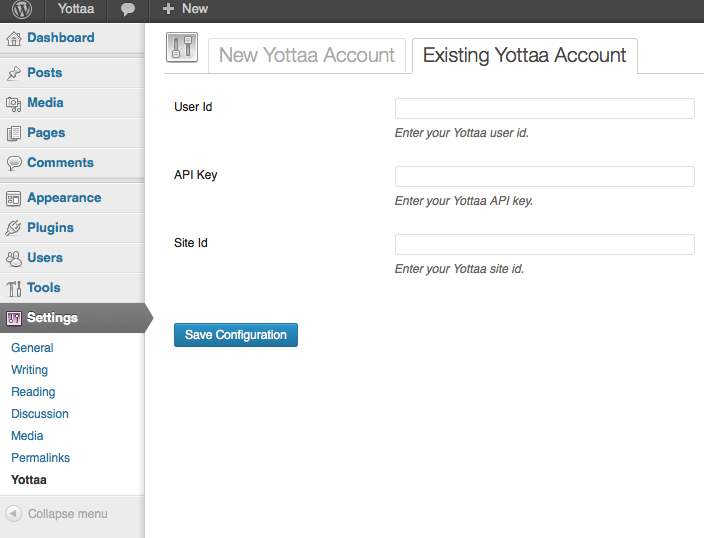 Yottaa
New
Dashboard
Posts
Media
Pages
Comments
Appearance
Plugins
Users
Tools
Settings
General
Writing
Reading
Discussion
Media
Permalinks
Yottaa
Collapse menu
New Yottaa Account
Existing Yottaa Account
User Id
Enter your Yottaa user id.
API Key
Enter your Yottaa API key.
Site Id
Enter your Yottaa site id.
Save Configuration